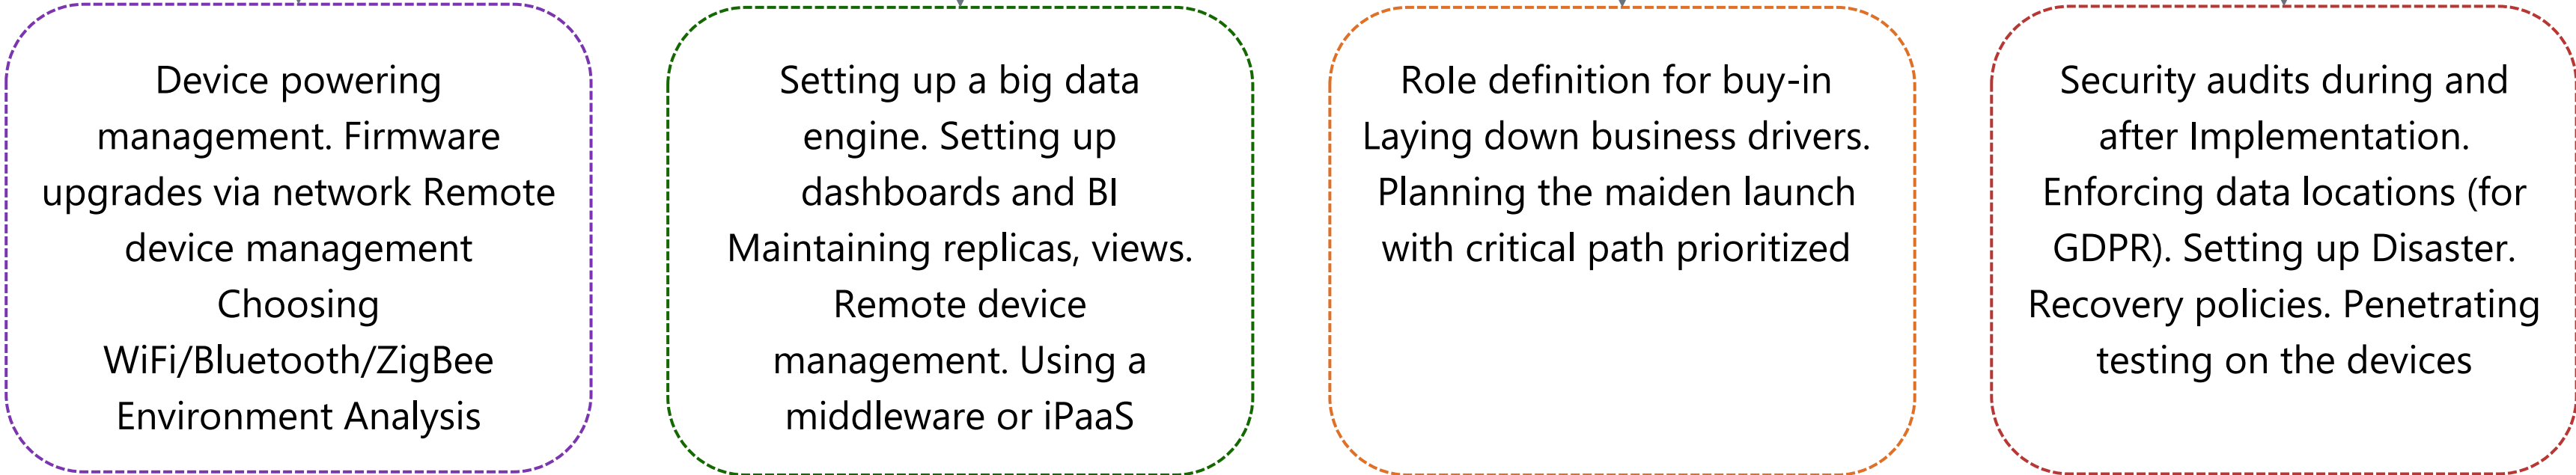 Device powering
management. Firmware
upgrades via network Remote
device management
Choosing
WiFi/Bluetooth/ZigBee
Environment Analysis
Setting up a big data
engine. Setting up
dashboards and BI
Maintaining replicas, views.
Remote device
management. Using a
middleware or iPaaS
Role definition for buy-in
Laying down business drivers.
Planning the maiden launch
with critical path prioritized
Security audits during and
after Implementation.
Enforcing data locations (for
GDPR). Setting up Disaster.
Recovery policies. Penetrating
testing on the devices